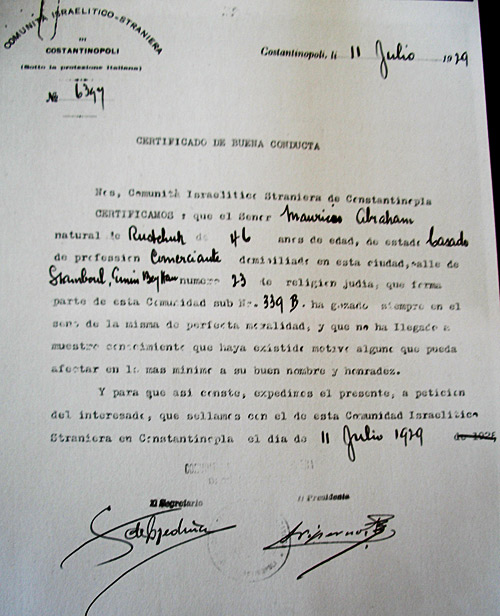 COMUNITÀ ISRAELITICO-STRANIERA
DI
COSTANTINOPOLI
(Sotto la protezione italiana)
Costantinopoli, li 11 Julio 1929
№ 6397
CERTIFICADO DE BUENA CONDUCTA
Nos, Comunità Israelitico Straniera de Constantinopla
CERTIFICAMOS : que el Senor Mauricio Abraham
natural de Rustchuk de 46 anos de edad, de estado Casado
de profesion Comerciante domiciliado en esta ciudad, calle de
Stamboul, Emin Bey Han numero 23 de religion judia, que forma
parte de esta Comunidad sub No. 339 B. ha gozado siempre en el
seno de la misma de perfecta moralidad, y que no ha llegado a
nuestro conocimiento que haya existido motivo alguno que pueda
afectar en lo mas minimo a su buen nombre y honradez.
Y para que asi conste, expedimos el presente, a peticion
del interesado, que sellamos con el de esta Comunidad Israelitico
Straniera en Constantinopla el dia de 11 Julio 1929 de 192
El Segretario
Il Presidente